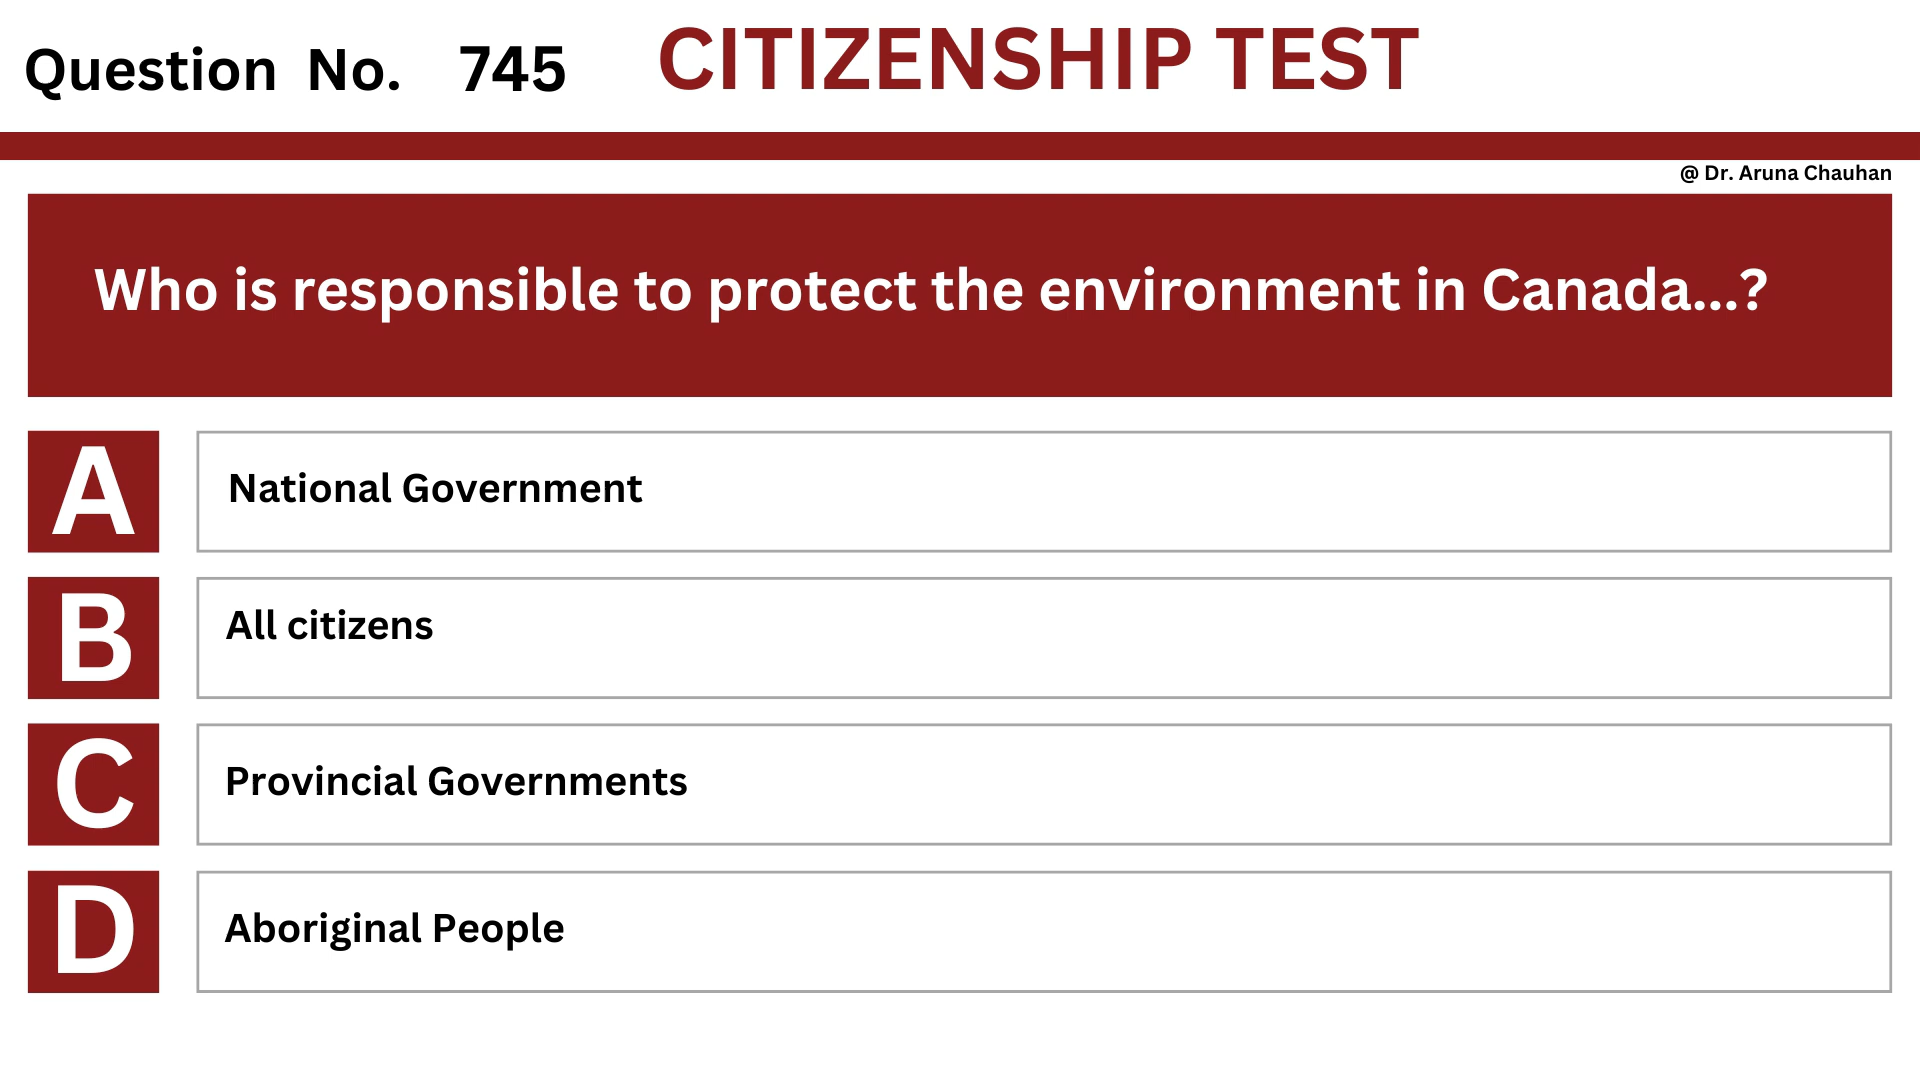 Question No. 745 CITIZENSHIP TEST
@ Dr. Aruna Chauhan
Who is responsible to protect the environment in Canada...?
A National Government
B All citizens
C Provincial Governments
D Aboriginal People